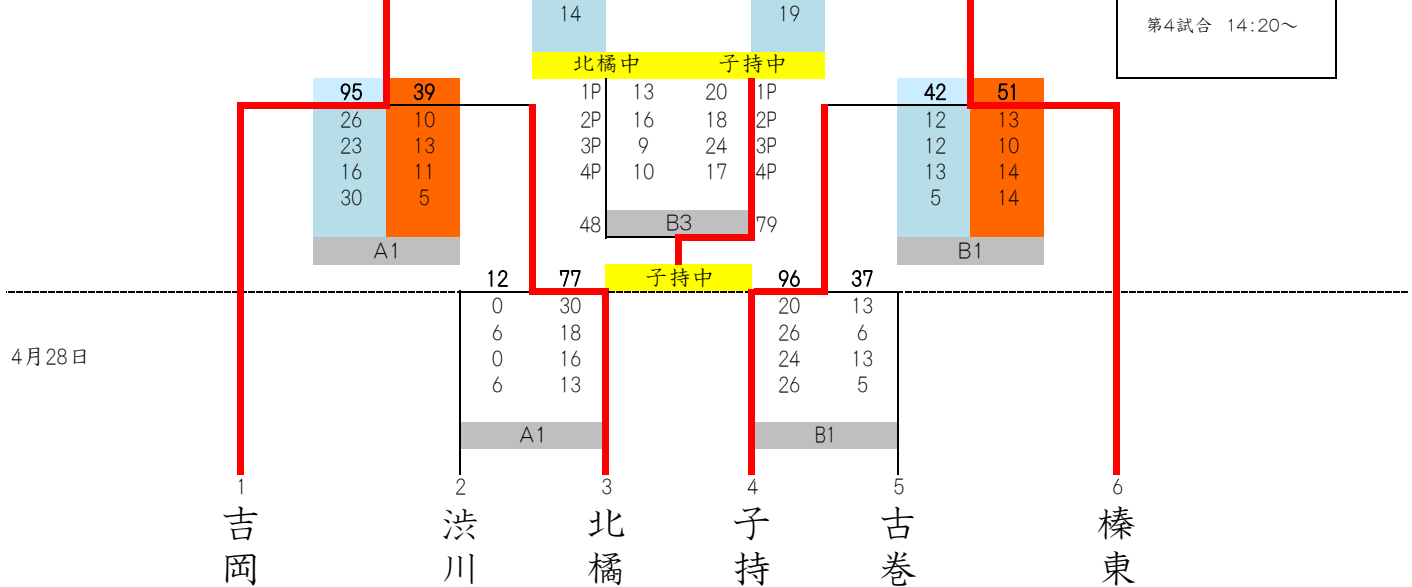 14 19
第4試合 14:20～
北橘中 子持中
95 39 1P 13 20 1P 42 51
26 10 2P 16 18 2P 12 13
23 13 3P 9 24 3P 12 10
16 11 4P 10 17 4P 13 14
30 5 5 14
48 B3 79
A1 B1
12 77 子持中 96 37
0 30 20 13
6 18 26 6
4月28日 0 16 24 13
6 13 26 5
A1 B1
1 2 3 4 5 6
吉岡 渋川 北橘 子持 古巻 榛東